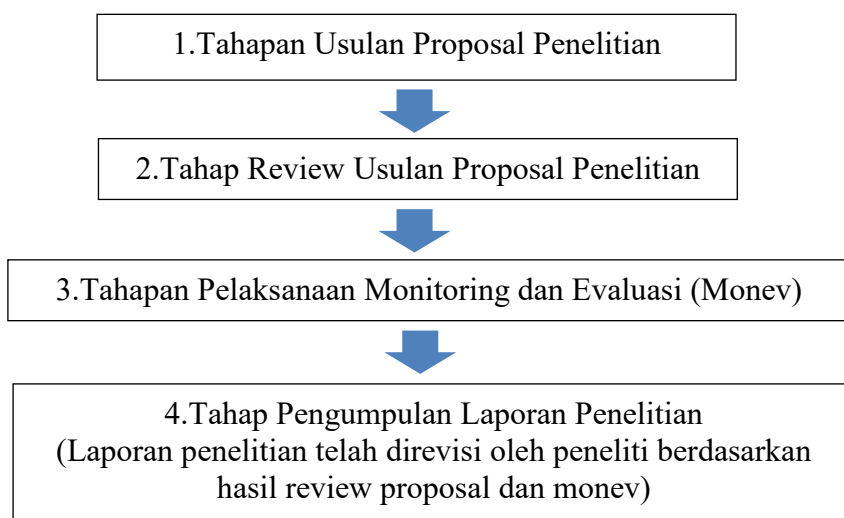 1.Tahapan Usulan Proposal Penelitian
2.Tahap Review Usulan Proposal Penelitian
3.Tahapan Pelaksanaan Monitoring dan Evaluasi (Monev)
4.Tahap Pengumpulan Laporan Penelitian
(Laporan penelitian telah direvisi oleh peneliti berdasarkan
hasil review proposal dan monev)